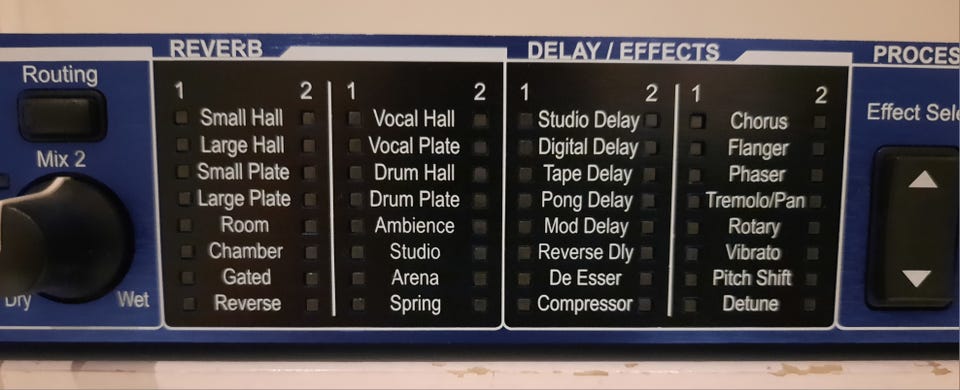 REVERB
DELAY / EFFECTS
PROCES
Routing
Mix 2
Dry
Wet
1 2
Small Hall
Large Hall
Small Plate
Large Plate
Room
Chamber
Gated
Reverse
1 2
Vocal Hall
Vocal Plate
Drum Hall
Drum Plate
Ambience
Studio
Arena
Spring
1 2
Studio Delay
Digital Delay
Tape Delay
Pong Delay
Mod Delay
Reverse Dly
De Esser
Compressor
1 2
Chorus
Flanger
Phaser
Tremolo/Pan
Rotary
Vibrato
Pitch Shift
Detune
Effect Sele